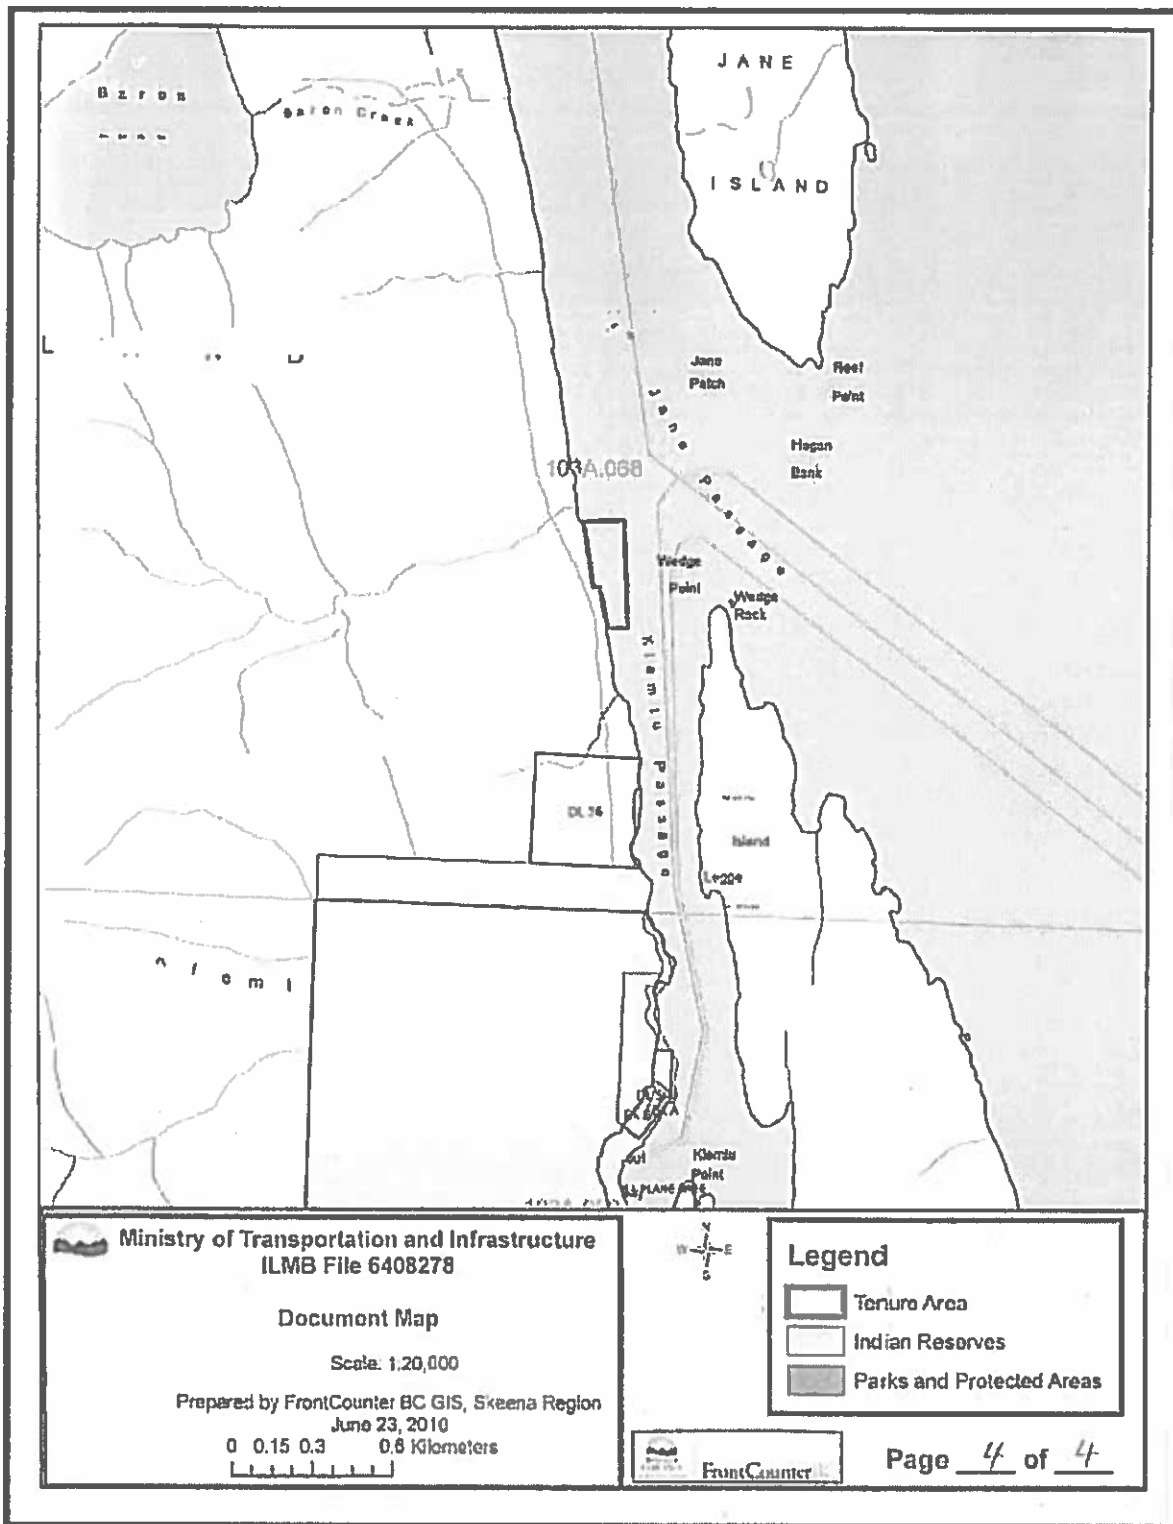 JANE
ISLAND
Baron Creek
L
Jane
Patch
Reef
Point
Jane Passage
Hogan
Bank
103A.068
Wedge
Point
Wedge
Rock
Klemtu Passage
DL 36
Island
Legge
Klemtu
Point
Ministry of Transportation and Infrastructure
ILMB File 6408278
Document Map
Scale: 1:20,000
Prepared by FrontCounter BC GIS, Skeena Region
June 23, 2010
0 0.15 0.3 0.6 Kilometers
N
W E
S
Legend
Tenure Area
Indian Reserves
Parks and Protected Areas
FrontCounter
Page 4 of 4